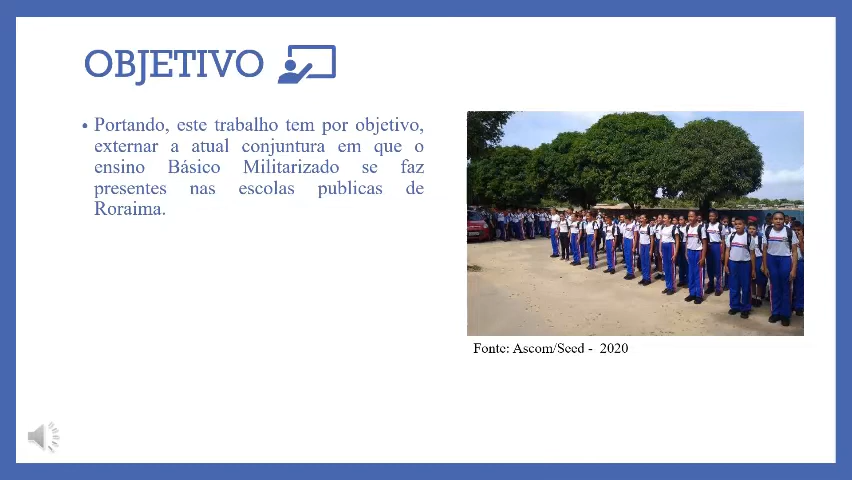 OBJETIVO
• Portando, este trabalho tem por objetivo,
externar a atual conjuntura em que o
ensino Básico Militarizado se faz
presentes nas escolas publicas de
Roraima.
Fonte: Ascom/Seed - 2020